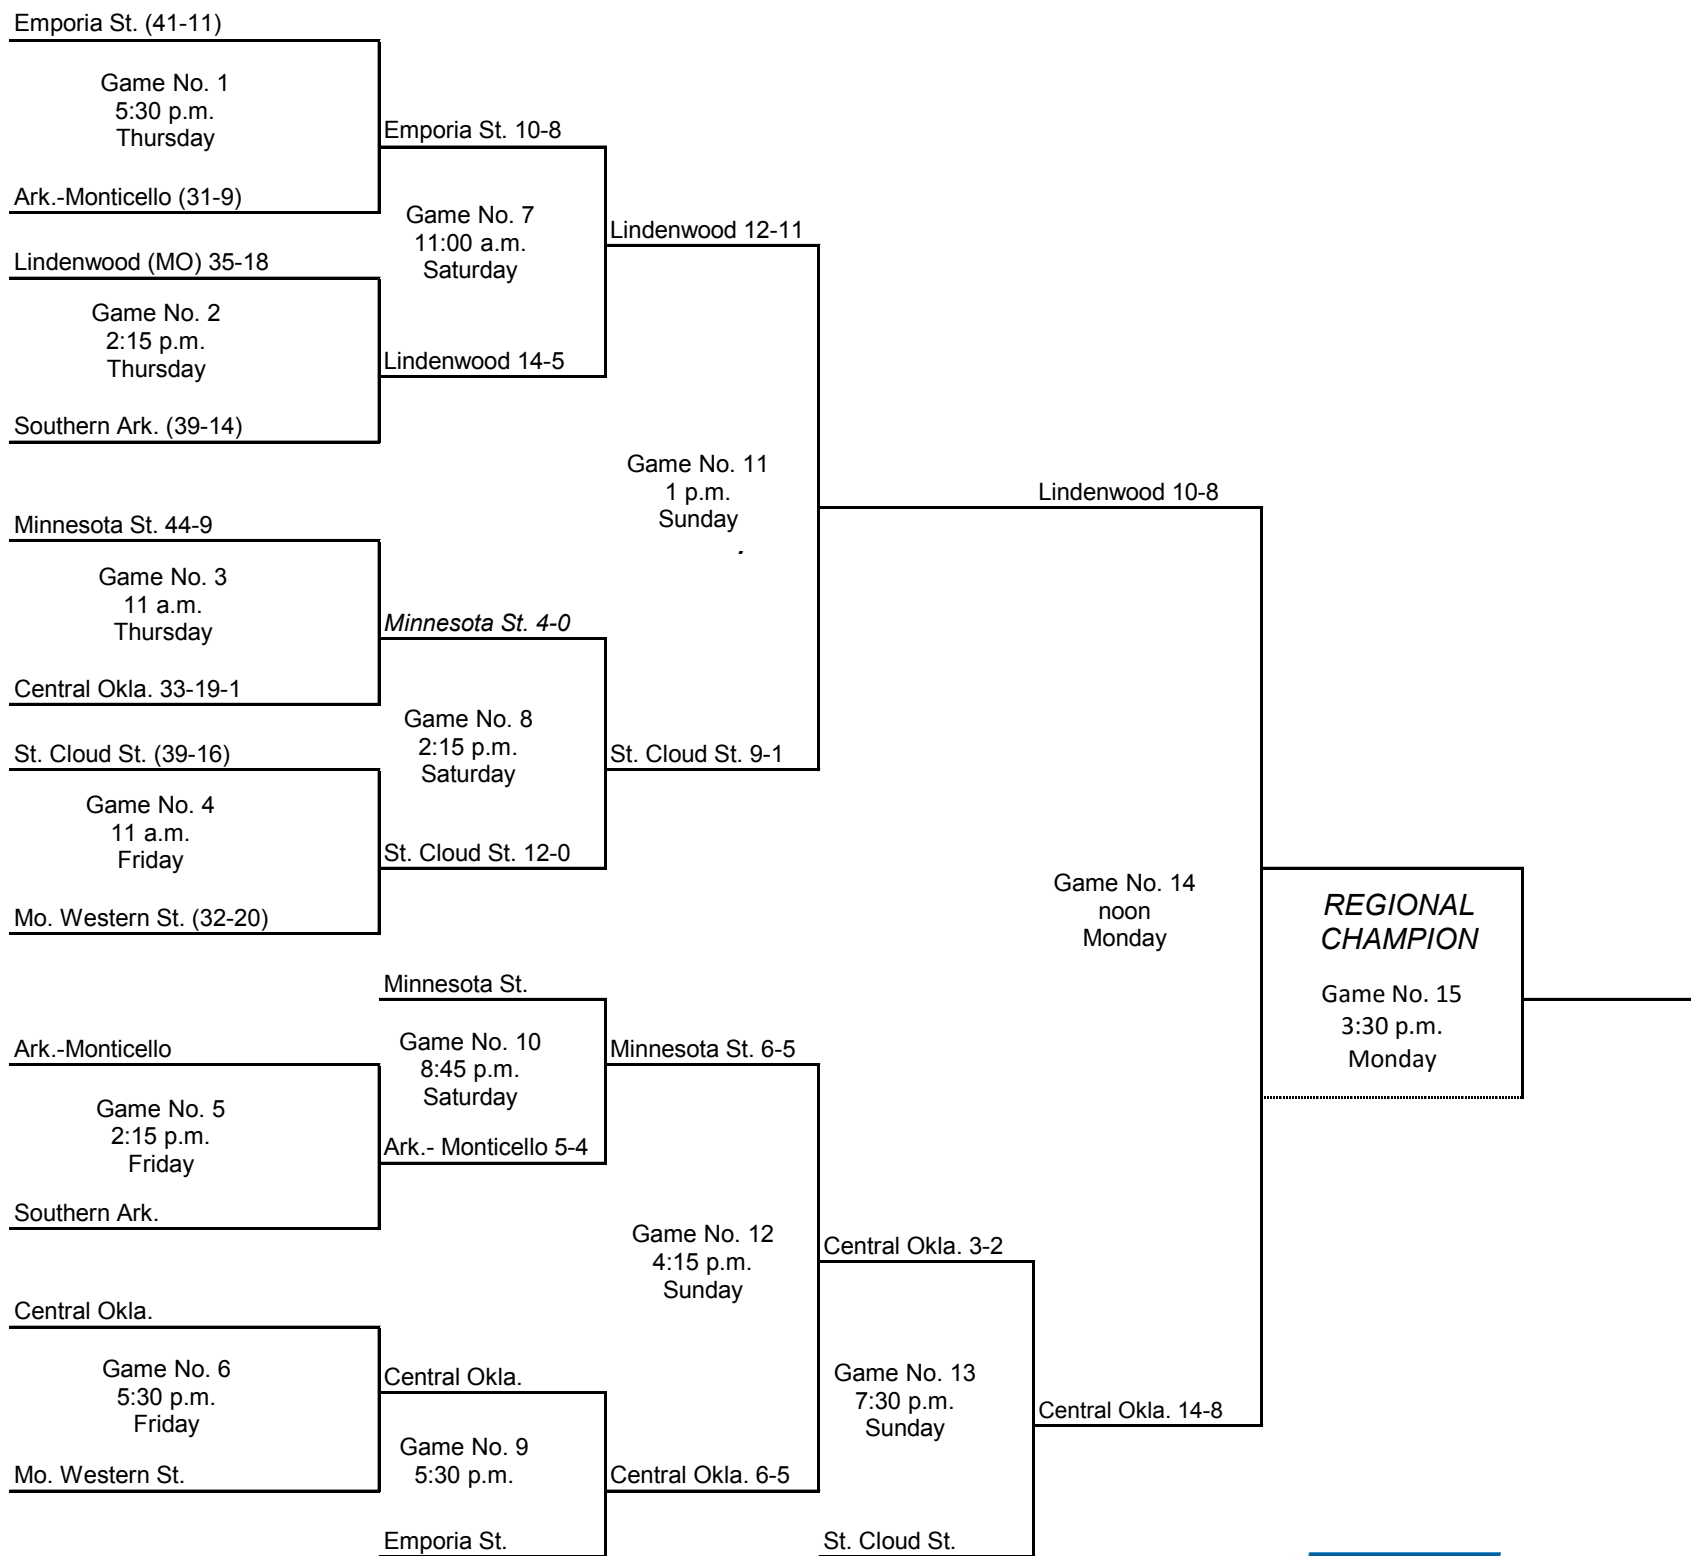 Emporia St. (41-11)
Game No. 1
5:30 p.m.
Thursday
Emporia St. 10-8
Ark.-Monticello (31-9)
Game No. 7
11:00 a.m.
Saturday
Lindenwood 12-11
Lindenwood (MO) 35-18
Game No. 2
2:15 p.m.
Thursday
Lindenwood 14-5
Southern Ark. (39-14)
Game No. 11
1 p.m.
Sunday
.
Lindenwood 10-8
Minnesota St. 44-9
Game No. 3
11 a.m.
Thursday
Minnesota St. 4-0
Central Okla. 33-19-1
Game No. 8
2:15 p.m.
Saturday
St. Cloud St. 9-1
St. Cloud St. (39-16)
Game No. 4
11 a.m.
Friday
St. Cloud St. 12-0
Mo. Western St. (32-20)
Game No. 14
noon
Monday
REGIONAL
CHAMPION
Game No. 15
3:30 p.m.
Monday
Minnesota St.
Ark.-Monticello
Game No. 10
8:45 p.m.
Saturday
Minnesota St. 6-5
Game No. 5
2:15 p.m.
Friday
Ark.- Monticello 5-4
Southern Ark.
Game No. 12
4:15 p.m.
Sunday
Central Okla. 3-2
Central Okla.
Game No. 6
5:30 p.m.
Friday
Central Okla.
Game No. 13
7:30 p.m.
Sunday
Central Okla. 14-8
Mo. Western St.
Game No. 9
5:30 p.m.
Central Okla. 6-5
Emporia St.
St. Cloud St.